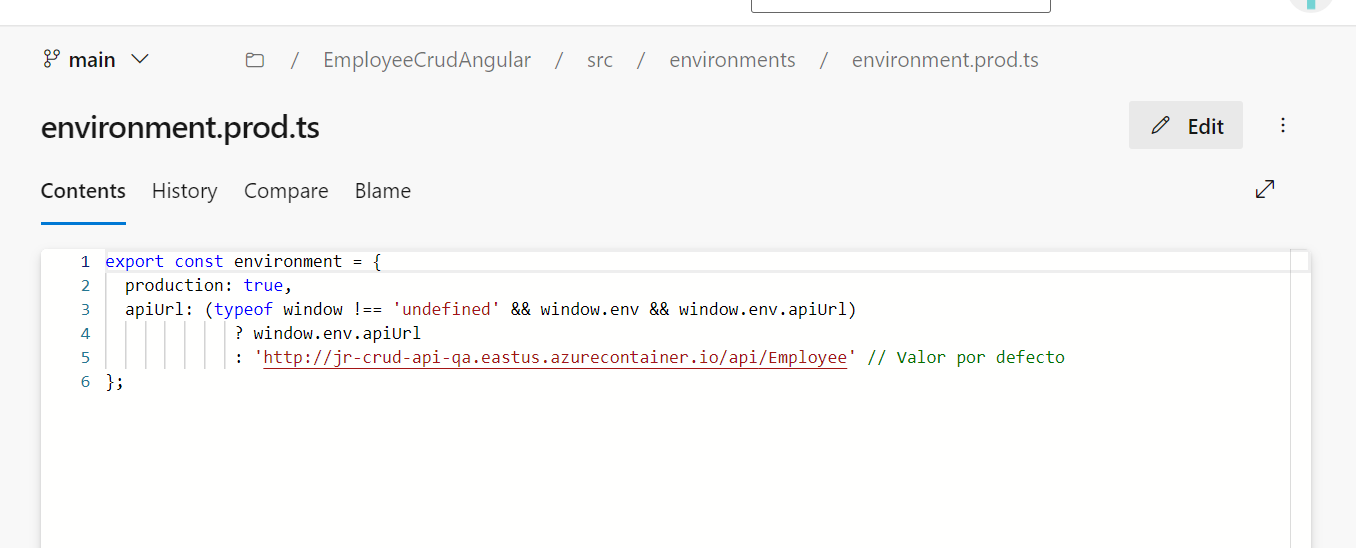 main
/ EmployeeCrudAngular / src / environments / environment.prod.ts
environment.prod.ts
Edit
Contents History Compare Blame
1 export const environment = {
2 production: true,
3 apiUrl: (typeof window !== 'undefined' && window.env && window.env.apiUrl)
4 ? window.env.apiUrl
5 : 'http://jr-crud-api-qa.eastus.azurecontainer.io/api/Employee' // Valor por defecto
6 };